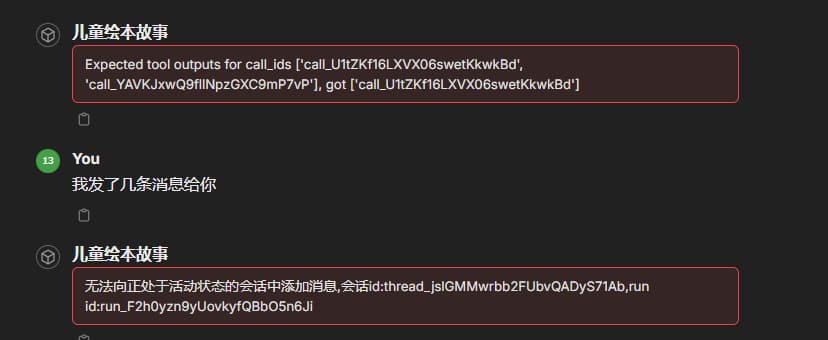 儿童绘本故事
Expected tool outputs for call_ids ['call_U1tZKf16LXVX06swetKkwkBd',
'call_YAVKJxwQ9fllNpzGXC9mP7vP'], got ['call_U1tZKf16LXVX06swetKkwkBd']
13
You
我发了几条消息给你
儿童绘本故事
无法向正处于活动状态的会话中添加消息,会话id:thread_jslGMMwrbb2FUbvQADyS71Ab,run
id:run_F2h0yzn9yUovkyfQBbO5n6Ji